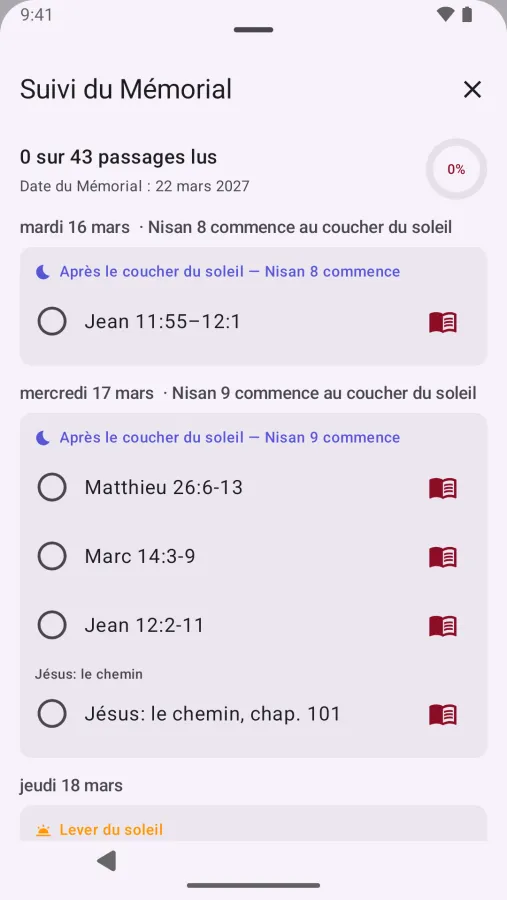 9:41
Suivi du Mémorial
0 sur 43 passages lus
0%
Date du Mémorial : 22 mars 2027
mardi 16 mars · Nisan 8 commence au coucher du soleil
Après le coucher du soleil — Nisan 8 commence
Jean 11:55–12:1
mercredi 17 mars · Nisan 9 commence au coucher du soleil
Après le coucher du soleil — Nisan 9 commence
Matthieu 26:6-13
Marc 14:3-9
Jean 12:2-11
Jésus: le chemin
Jésus: le chemin, chap. 101
jeudi 18 mars
Lever du soleil